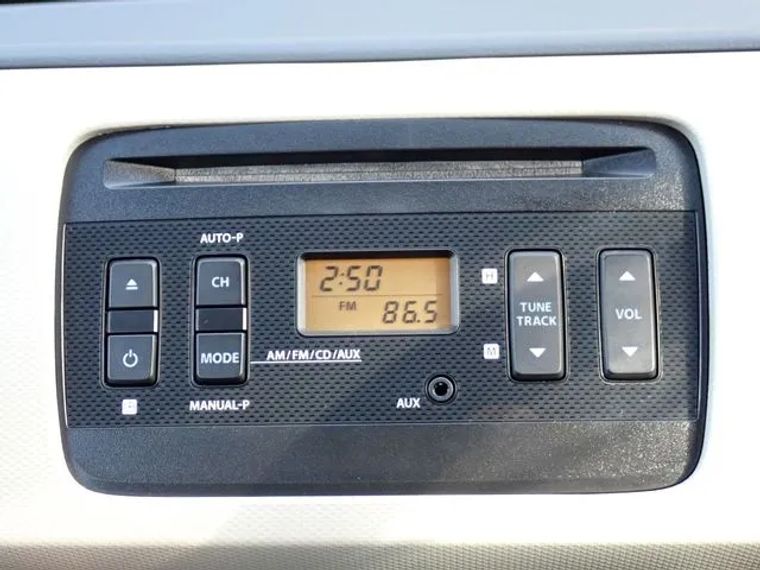 AUTO-P
CH
MODE
AM/FM/CD/AUX
MANUAL-P
2:50
FM
86.5
AUX
H
M
TUNE
TRACK
VOL